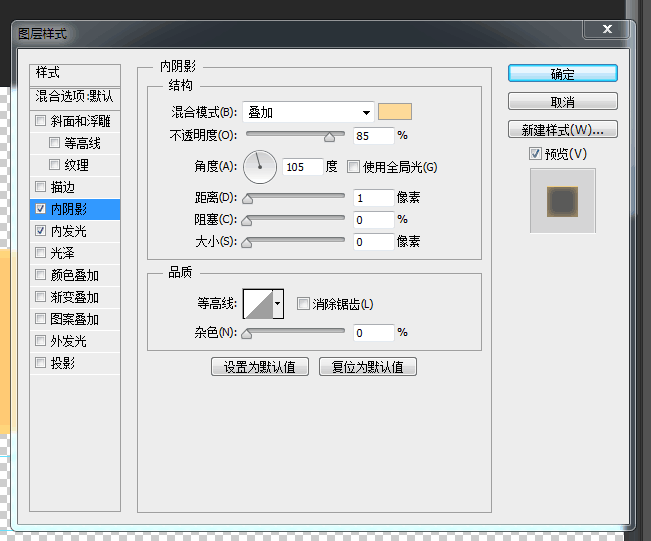 图层样式
样式
混合选项:默认
斜面和浮雕
等高线
纹理
描边
内阴影
内发光
光泽
颜色叠加
渐变叠加
图案叠加
外发光
投影
内阴影
结构
混合模式(B): 叠加
不透明度(O): 85 %
角度(A): 105 度 使用全局光(G)
距离(D): 1 像素
阻塞(C): 0 %
大小(S): 0 像素
品质
等高线: 消除锯齿(L)
杂色(N): 0 %
设置为默认值 复位为默认值
确定
取消
新建样式(W)...
预览(V)